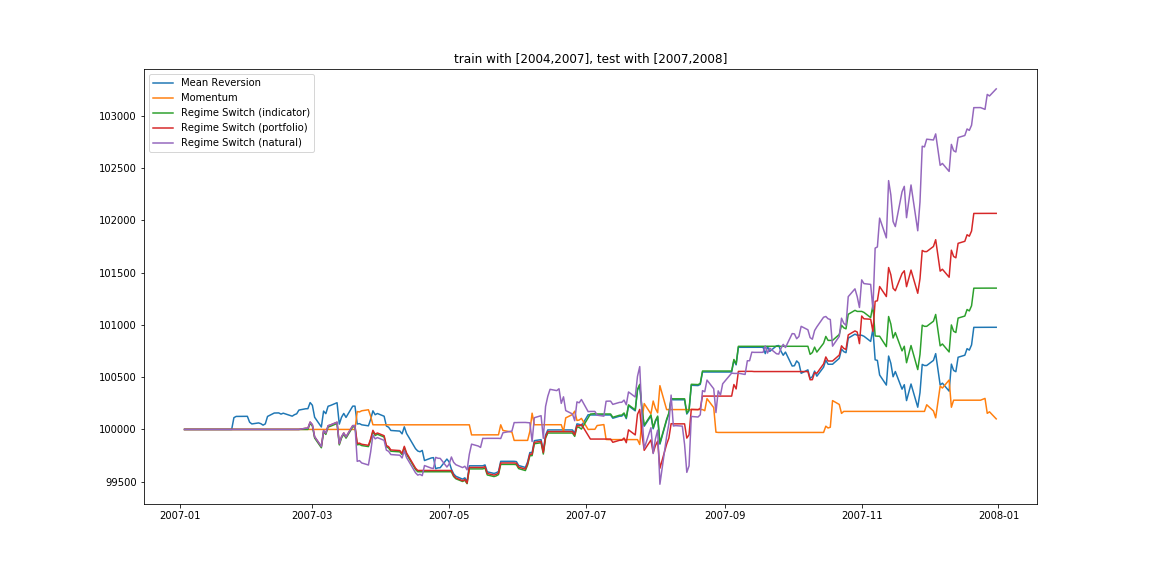 train with [2004,2007], test with [2007,2008]
Mean Reversion
Momentum
Regime Switch (indicator)
Regime Switch (portfolio)
Regime Switch (natural)
103000
102500
102000
101500
101000
100500
100000
99500
2007-01 2007-03 2007-05 2007-07 2007-09 2007-11 2008-01